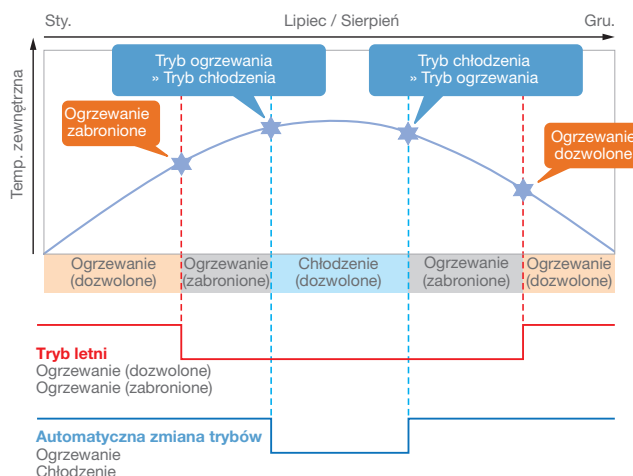 Sty.
Lipiec / Sierpień
Gru.
Temp. zewnętrzna
Tryb ogrzewania
» Tryb chłodzenia
Tryb chłodzenia
» Tryb ogrzewania
Ogrzewanie
zabronione
Ogrzewanie
dozwolone
Ogrzewanie
(dozwolone)
Ogrzewanie
(zabronione)
Chłodzenie
(dozwolone)
Ogrzewanie
(zabronione)
Ogrzewanie
(dozwolone)
Tryb letni
Ogrzewanie (dozwolone)
Ogrzewanie (zabronione)
Automatyczna zmiana trybów
Ogrzewanie
Chłodzenie